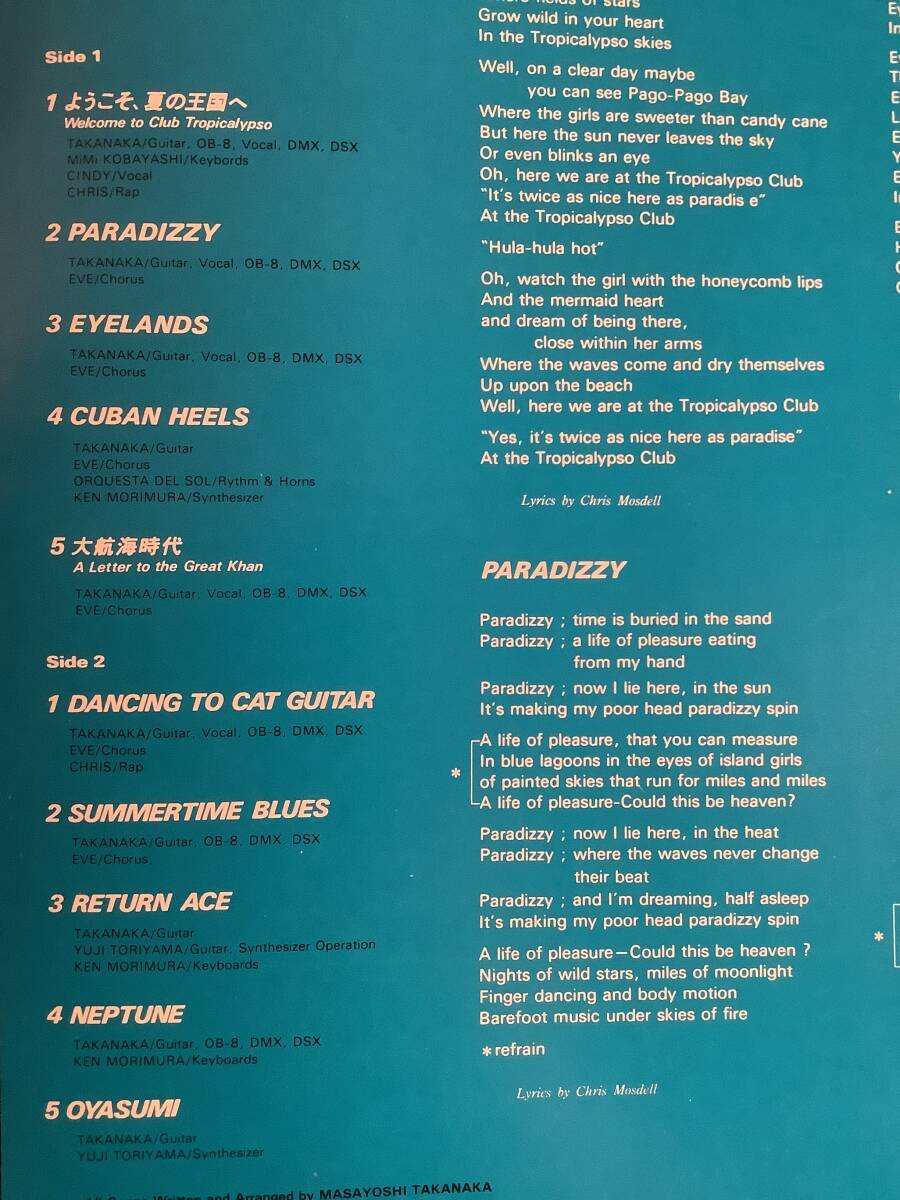 Side 1
1 ようこそ、夏の王国へ
Welcome to Club Tropicalypso
TAKANAKA/Guitar, OB-8, Vocal, DMX, DSX
MiMi KOBAYASHI/Keybords
CINDY/Vocal
CHRIS/Rap
2 PARADIZZY
TAKANAKA/Guitar, Vocal, OB-8, DMX, DSX
EVE/Chorus
3 EYELANDS
TAKANAKA/Guitar, Vocal, OB-8, DMX, DSX
EVE/Chorus
4 CUBAN HEELS
TAKANAKA/Guitar
EVE/Chorus
ORQUESTA DEL SOL/Rythm & Horns
KEN MORIMURA/Synthesizer
5 大航海時代
A Letter to the Great Khan
TAKANAKA/Guitar, Vocal, OB-8, DMX, DSX
EVE/Chorus
Side 2
1 DANCING TO CAT GUITAR
TAKANAKA/Guitar, Vocal, OB-8, DMX, DSX
EVE/Chorus
CHRIS/Rap
2 SUMMERTIME BLUES
TAKANAKA/Guitar, OB-8, DMX, DSX
EVE/Chorus,
3 RETURN ACE
TAKANAKA/Guitar
YUJI TORIYAMA/Guitar, Synthesizer Operation
KEN MORIMURA/Keyboards
4 NEPTUNE
TAKANAKA/Guitar, OB-8, DMX, DSX
KEN MORIMURA/Keyboards
5 OYASUMI
TAKANAKA/Guitar
YUJI TORIYAMA/Synthesizer
Written and Arranged by MASAYOSHI TAKANAKA
fields of stars
Grow wild in your heart
In the Tropicalypso skies
Well, on a clear day maybe
you can see Pago-Pago Bay
Where the girls are sweeter than candy cane
But here the sun never leaves the sky
Or even blinks an eye
Oh, here we are at the Tropicalypso Club
"It's twice as nice here as paradis e"
At the Tropicalypso Club
"Hula-hula hot"
Oh, watch the girl with the honeycomb lips
And the mermaid heart
and dream of being there,
close within her arms
Where the waves come and dry themselves
Up upon the beach
Well, here we are at the Tropicalypso Club
"Yes, it's twice as nice here as paradise"
At the Tropicalypso Club
Lyrics by Chris Mosdell
PARADIZZY
Paradizzy ; time is buried in the sand
Paradizzy ; a life of pleasure eating
from my hand
Paradizzy ; now I lie here, in the sun
It's making my poor head paradizzy spin
A life of pleasure, that you can measure
In blue lagoons in the eyes of island girls
* of painted skies that run for miles and miles
A life of pleasure-Could this be heaven?
Paradizzy ; now I lie here, in the heat
Paradizzy ; where the waves never change
their beat
Paradizzy ; and I'm dreaming, half asleep
It's making my poor head paradizzy spin
A life of pleasure—Could this be heaven ?
Nights of wild stars, miles of moonlight
Finger dancing and body motion
Barefoot music under skies of fire
*refrain
Lyrics by Chris Mosdell
*